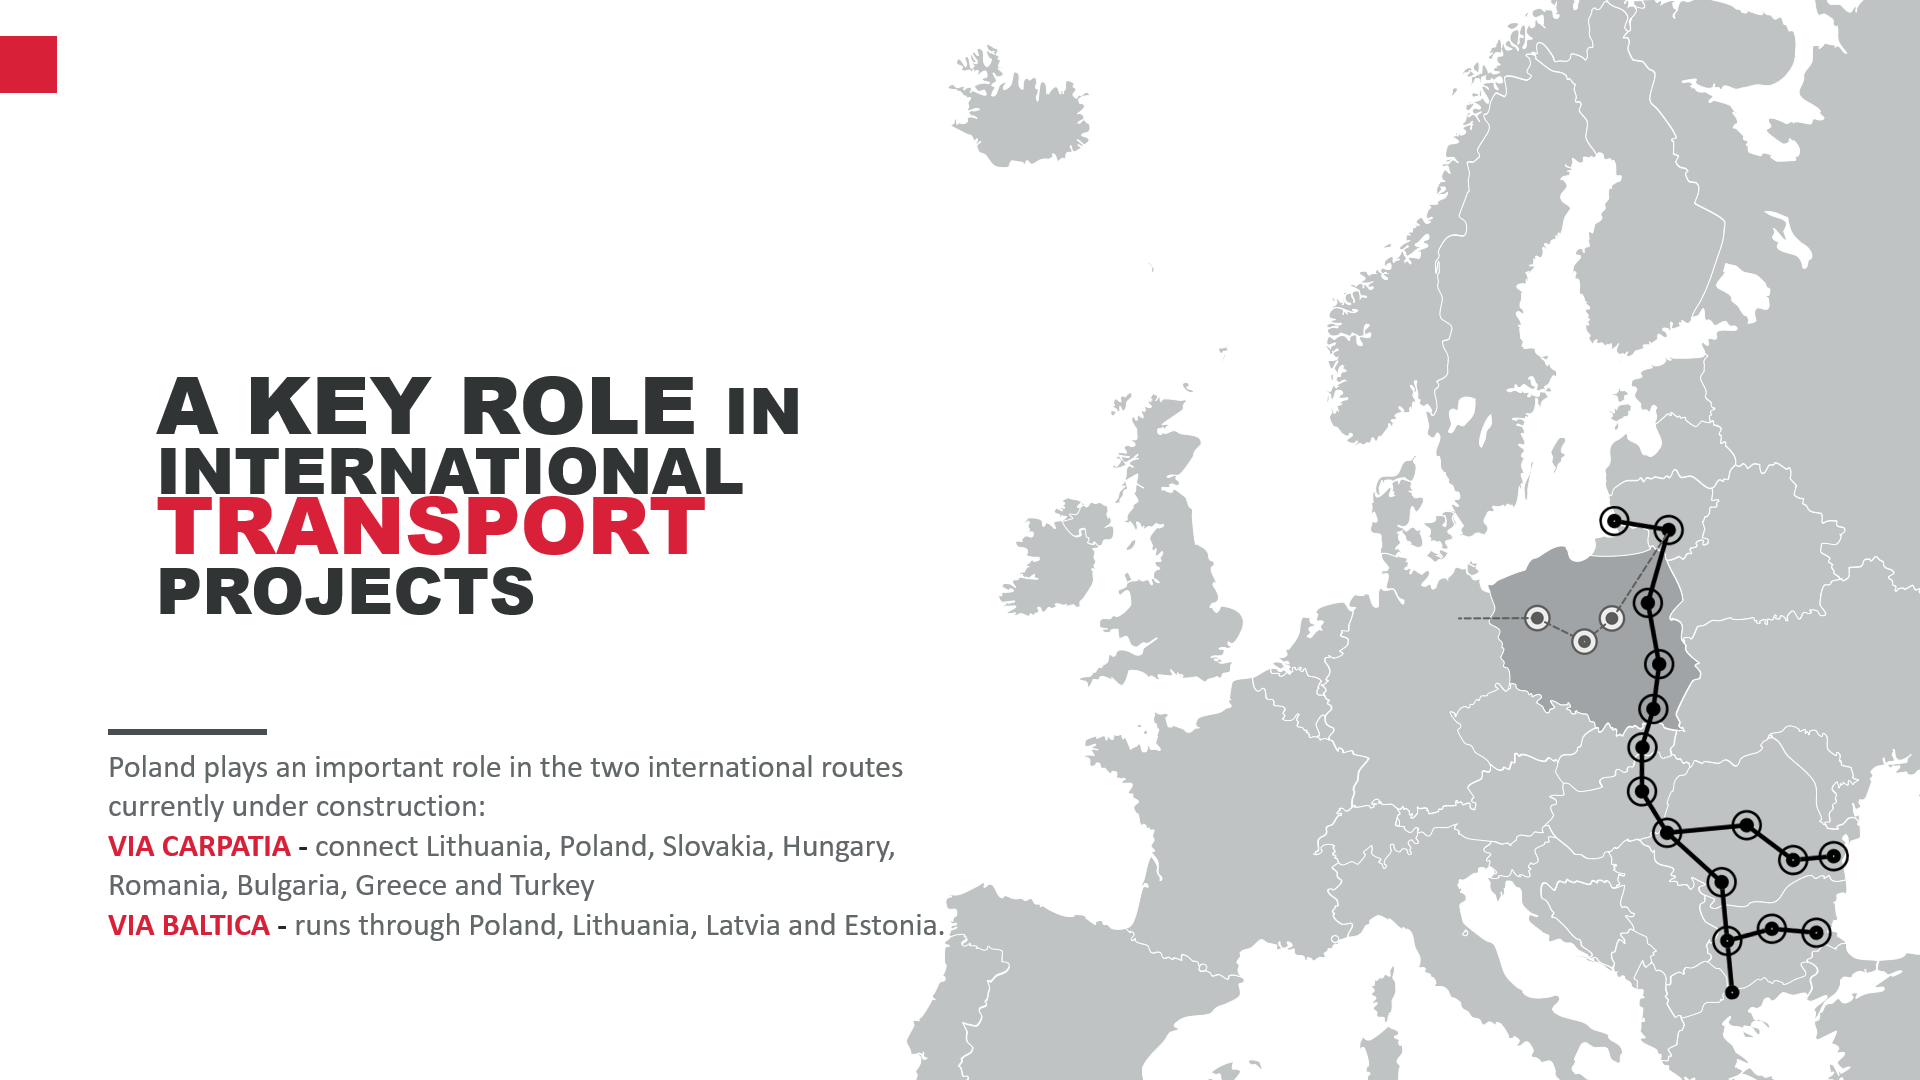 A KEY ROLE IN
INTERNATIONAL
TRANSPORT
PROJECTS
Poland plays an important role in the two international routes
currently under construction:
VIA CARPATIA - connect Lithuania, Poland, Slovakia, Hungary,
Romania, Bulgaria, Greece and Turkey
VIA BALTICA - runs through Poland, Lithuania, Latvia and Estonia.